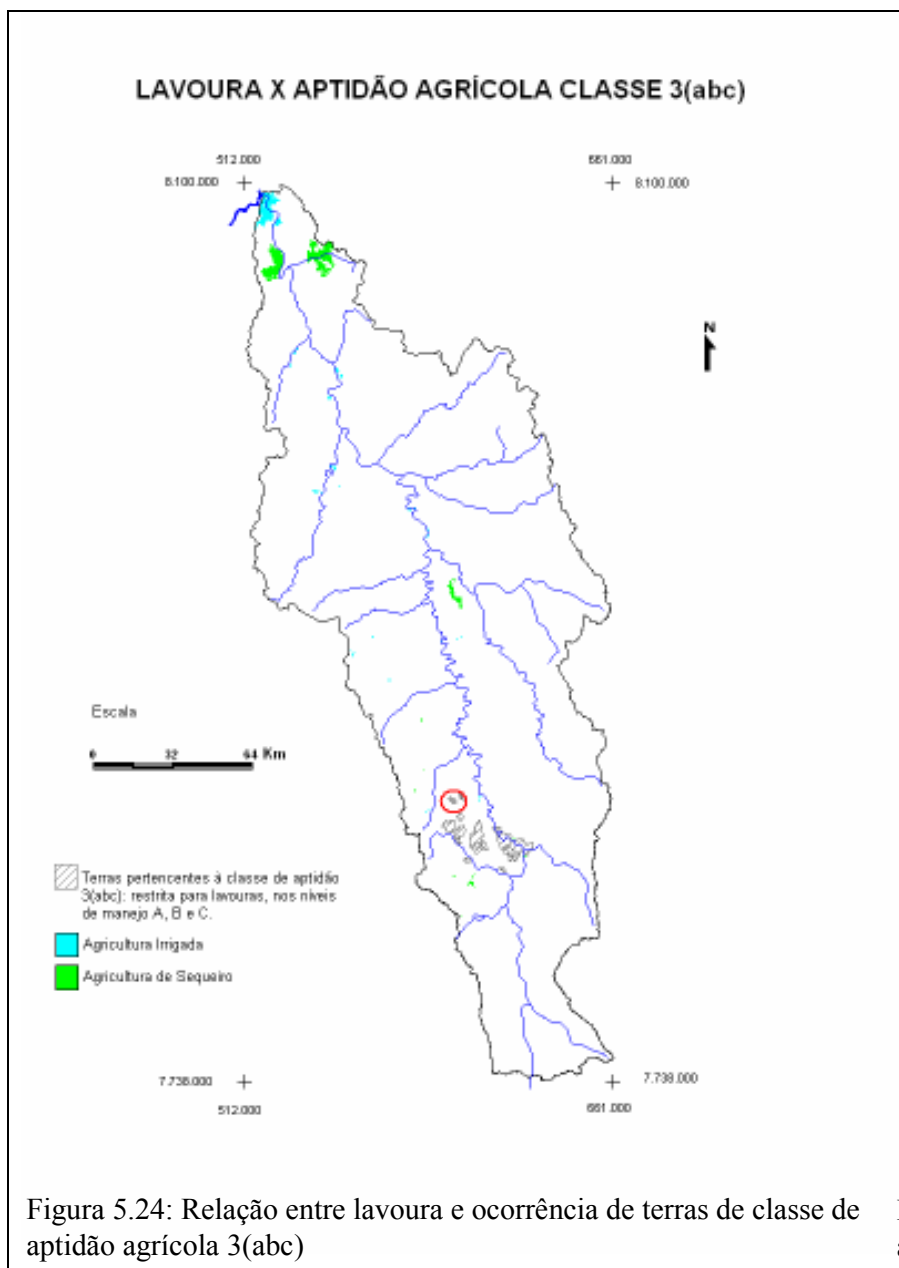 LAVOURA X APTIDÃO AGRÍCOLA CLASSE 3(abc)
512.000
661.000
8.100.000
8.100.000
N
Escala
0 32 64 Km
Terras pertencentes à classe de aptidão
3(abc): restrita para lavouras, nos níveis
de manejo A, B e C.
Agricultura Irrigada
Agricultura de Sequeiro
7.738.000
7.738.000
512.000
661.000
Figura 5.24: Relação entre lavoura e ocorrência de terras de classe de
aptidão agrícola 3(abc)